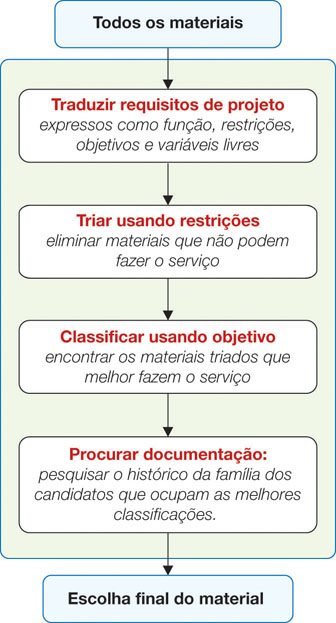 Todos os materiais
Traduzir requisitos de projeto
expressos como função, restrições,
objetivos e variáveis livres
Triar usando restrições
eliminar materiais que não podem
fazer o serviço
Classificar usando objetivo
encontrar os materiais triados que
melhor fazem o serviço
Procurar documentação:
pesquisar o histórico da família dos
candidatos que ocupam as melhores
classificações.
Escolha final do material